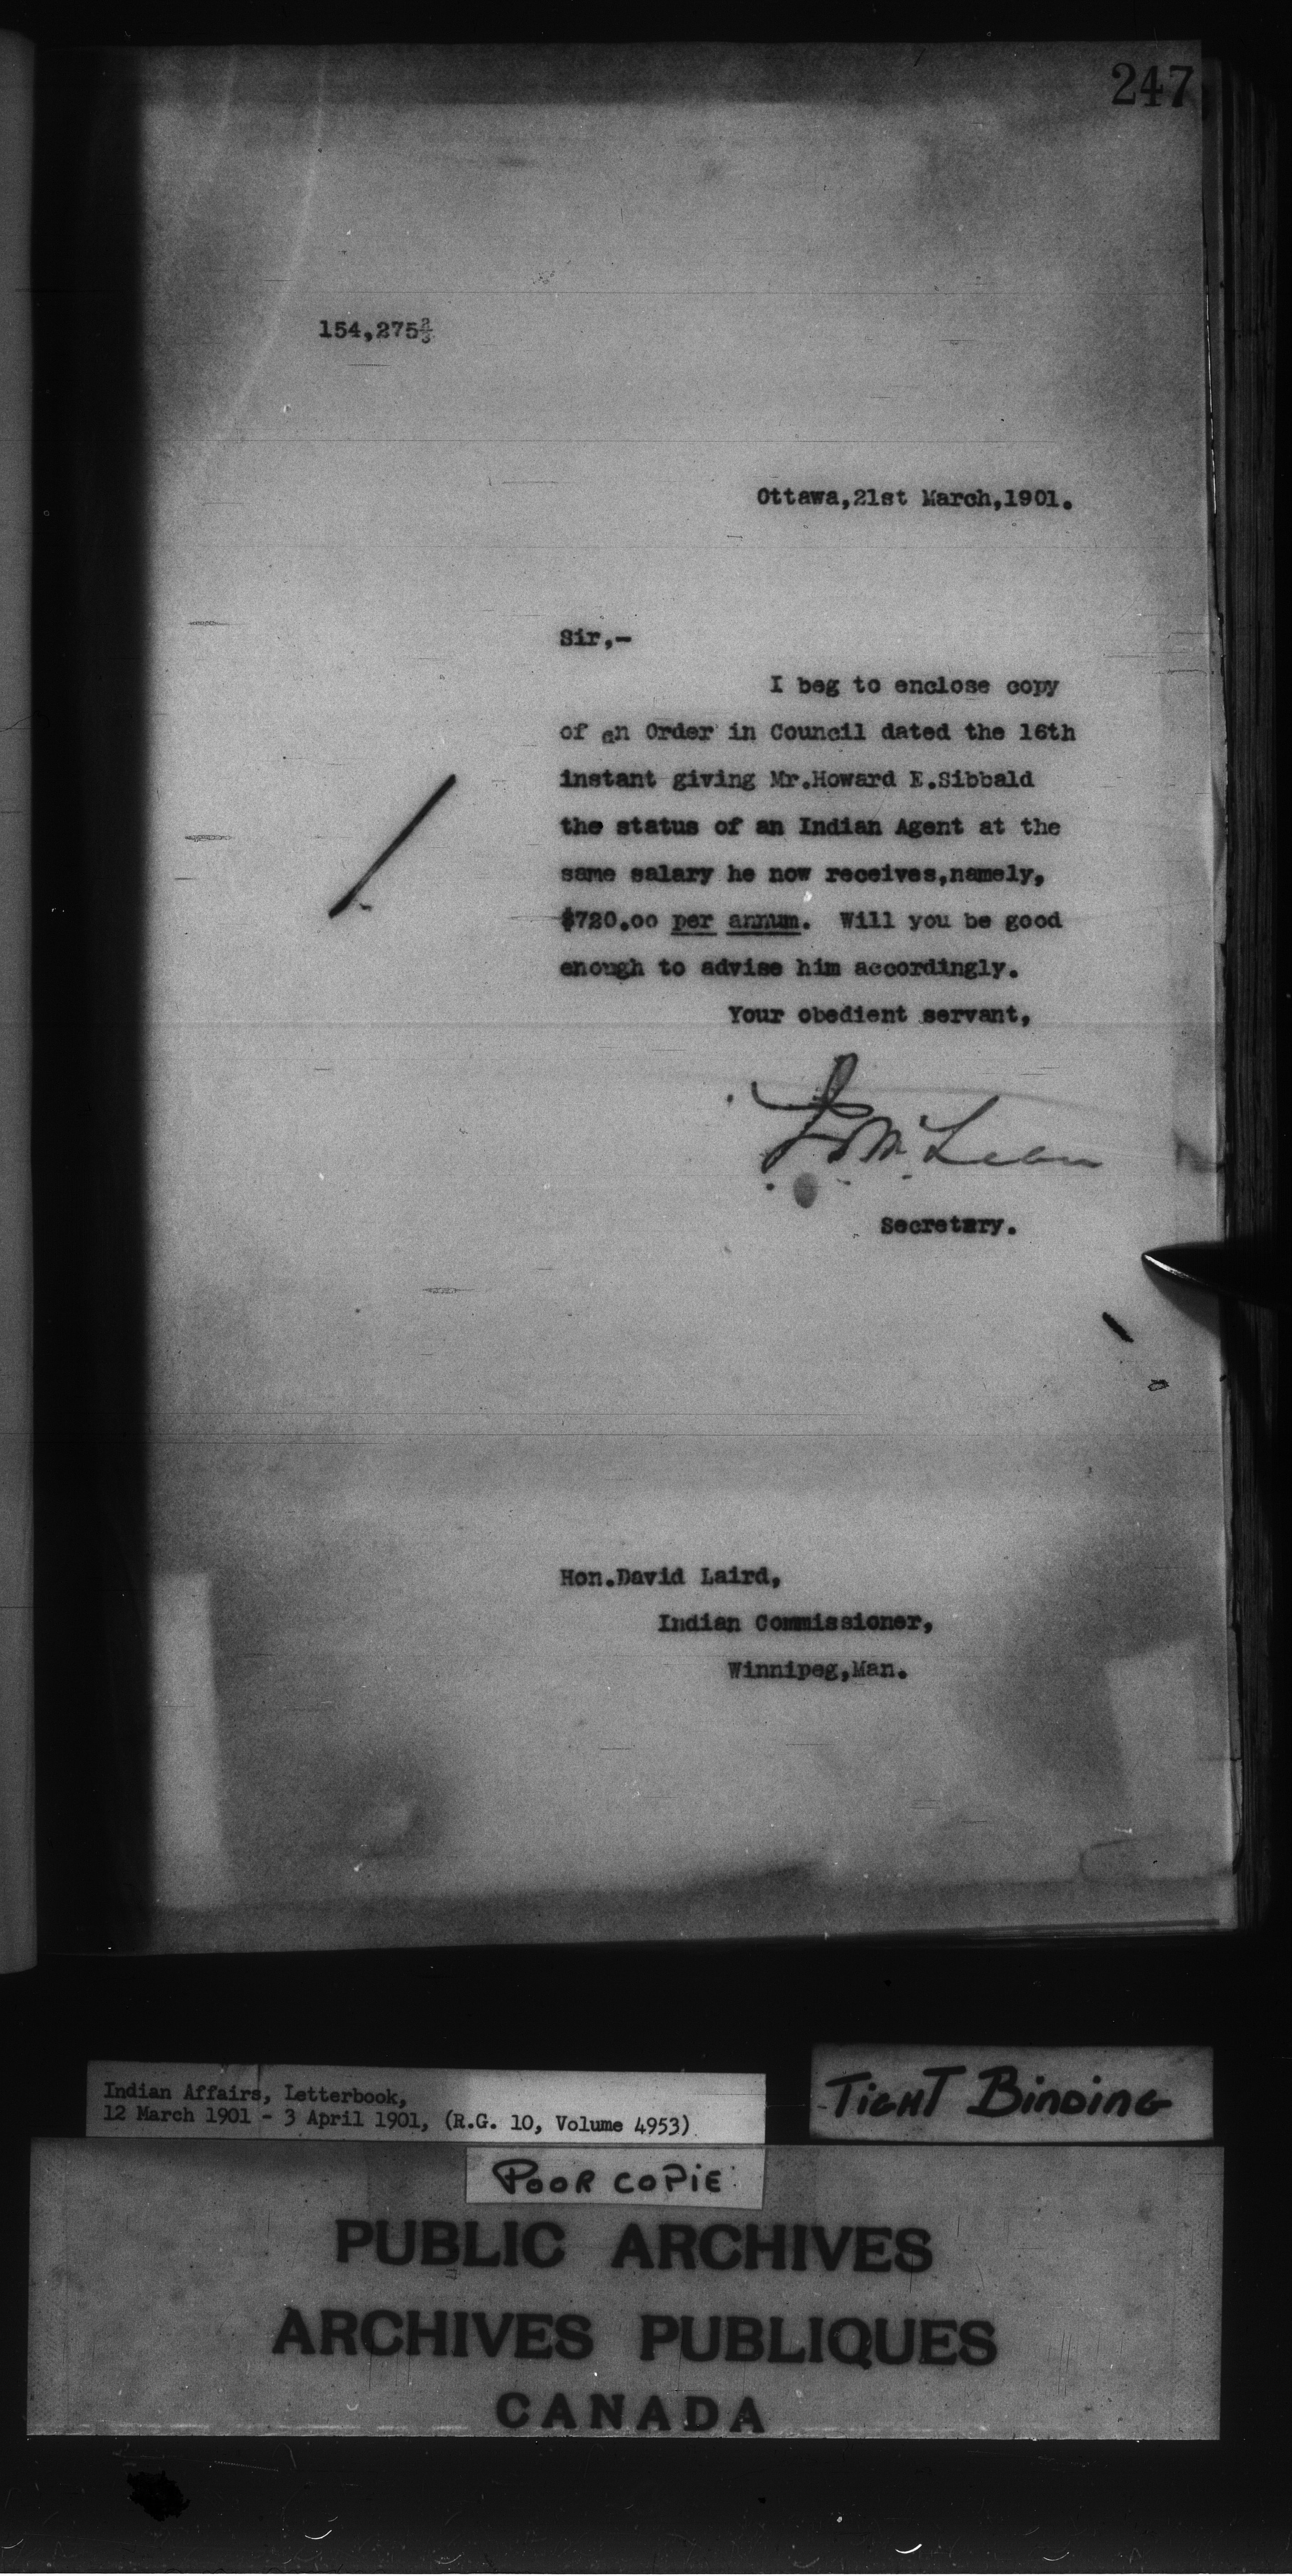 247
154,275⅔
Ottawa,21st March,1901.
Sir,-
I beg to enclose copy
of an Order in Council dated the 16th
instant giving Mr.Howard E.Sibbald
the status of an Indian Agent at the
same salary he now receives,namely,
$720.00 per annum. Will you be good
enough to advise him accordingly.
Your obedient servant,
McLean
Secretary.
Hon.David Laird,
Indian Commissioner,
Winnipeg,Man.
Indian Affairs, Letterbook,
12 March 1901 - 3 April 1901, (R.G. 10, Volume 4953)
TIGHT BINDING
POOR COPIE
PUBLIC ARCHIVES
ARCHIVES PUBLIQUES
CANADA